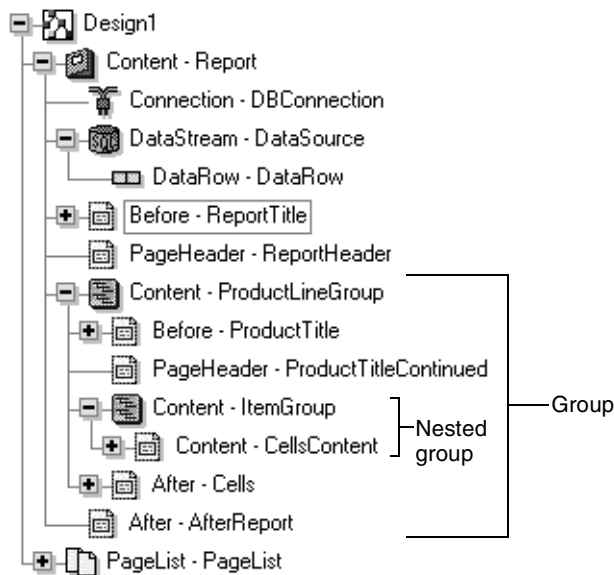 Design1
Content - Report
Connection - DBConnection
SQL
DataStream - DataSource
DataRow - DataRow
Before - ReportTitle
PageHeader - ReportHeader
Content - ProductLineGroup
Before - ProductTitle
PageHeader - ProductTitleContinued
Content - ItemGroup
Content - CellsContent
After - Cells
After - AfterReport
PageList - PageList
Group
Nested
group